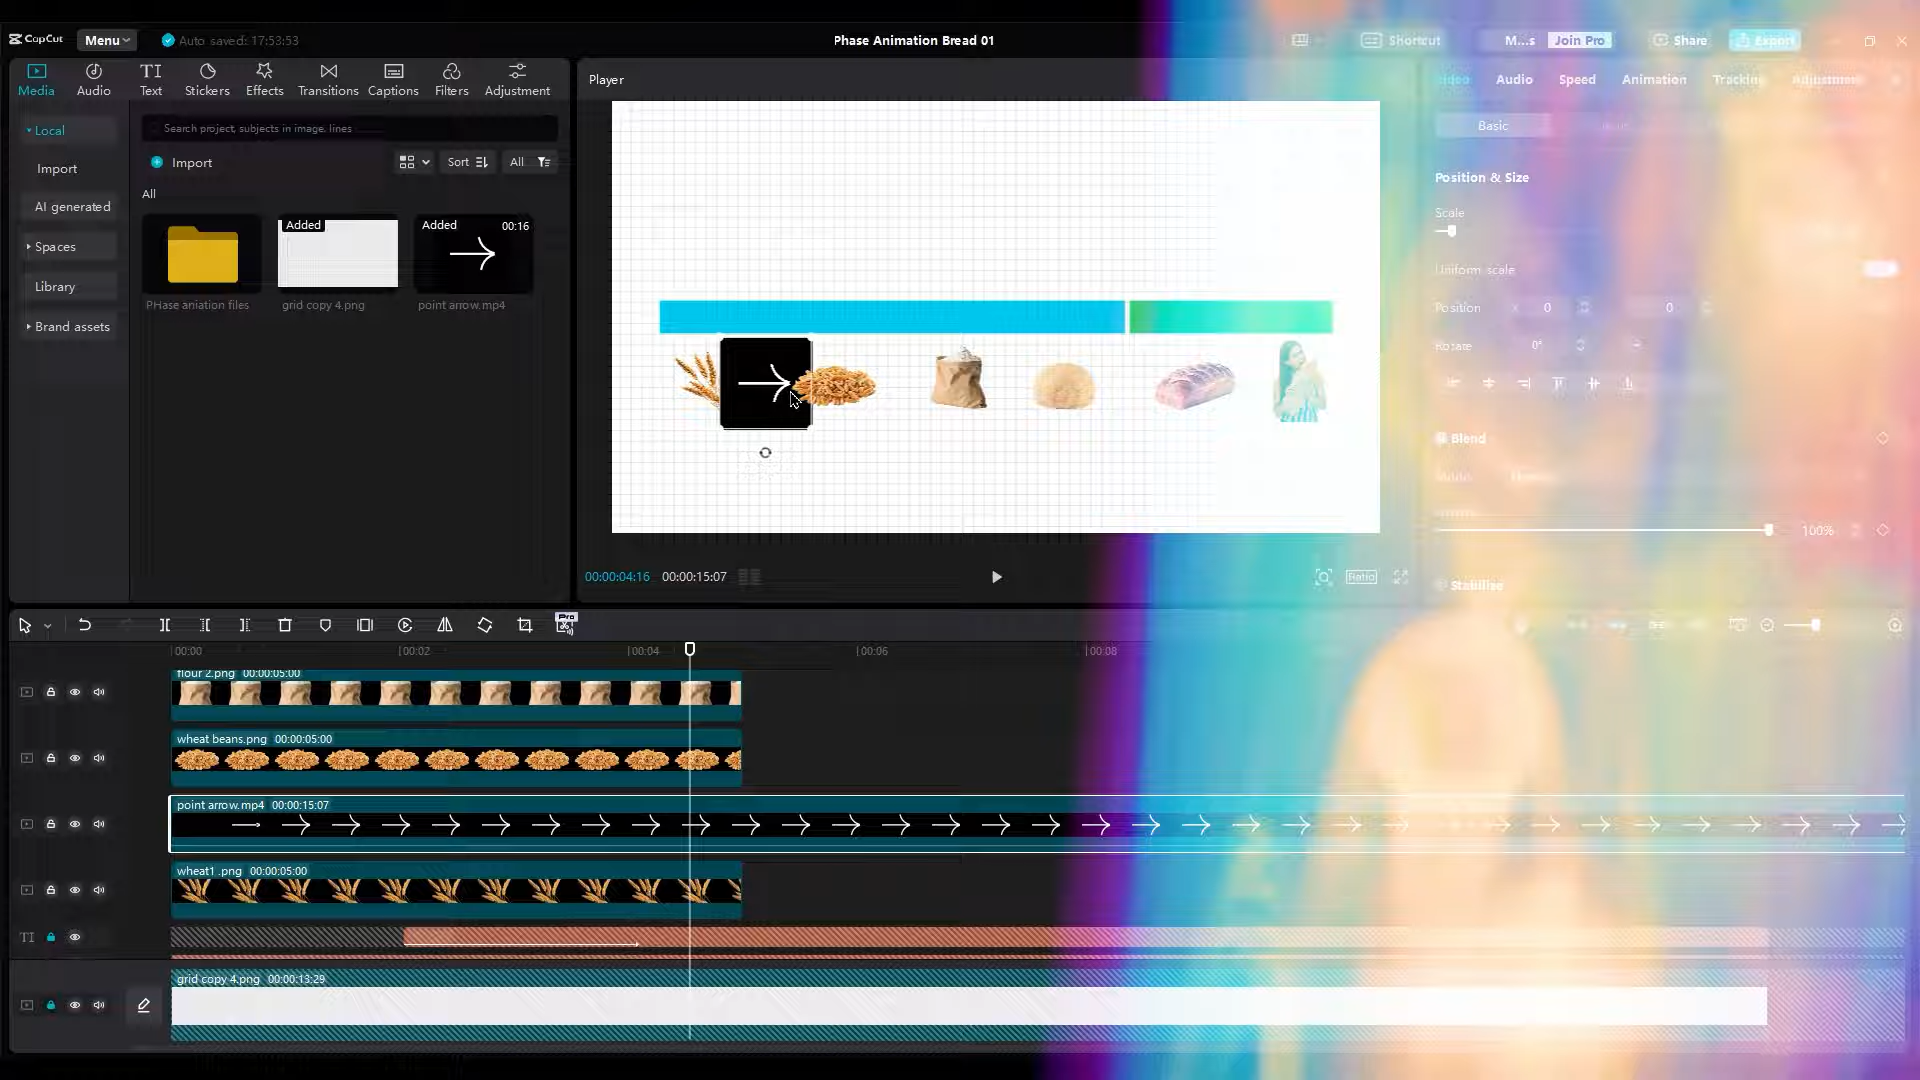 CapCut
Menu
Auto saved: 17:53:53
Phase Animation Bread 01
Shortcut
M...s
Join Pro
Share
Export
Media
Audio
TI
Text
Stickers
Effects
Transitions
Captions
Filters
Adjustment
Player
Audio
Speed
Animation
Tracking
Adjustment
Local
Import
AI generated
Spaces
Library
Brand assets
Search project, subjects in image, lines
Import
Sort
All
All
Added
Added
00:16
PHase aniation files
grid copy 4.png
point arrow.mp4
Basic
Position & Size
Scale
Uniform scale
Position
X
0
0
Rotate
0°
Blend
100%
Stabilise
00:00:04:16
00:00:15:07
Ratio
Pro
00:00
00:02
00:04
00:06
00:08
flour 2.png 00:00:05:00
wheat beans.png 00:00:05:00
point arrow.mp4 00:00:15:07
wheat1 .png 00:00:05:00
TI
grid copy 4.png 00:00:13:29